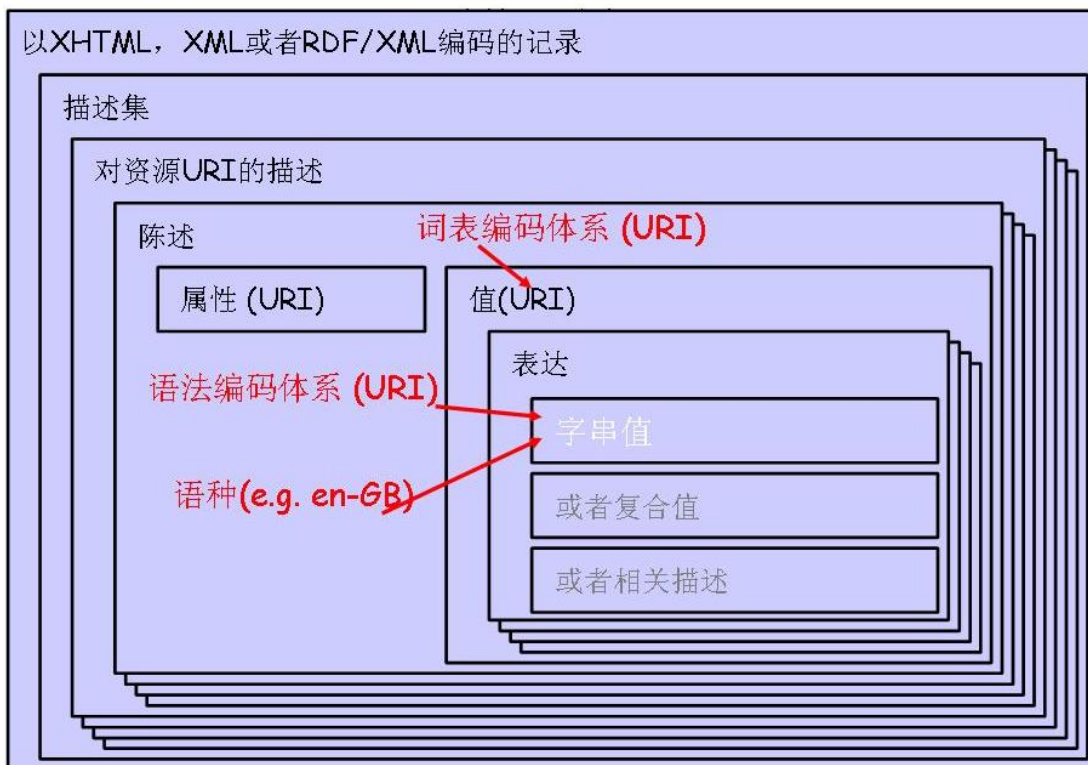 以XHTML，XML或者RDF/XML编码的记录
描述集
对资源URI的描述
陈述
词表编码体系 (URI)
属性 (URI)
值(URI)
表达
语法编码体系 (URI)
字串值
语种(e.g. en-GB)
或者复合值
或者相关描述